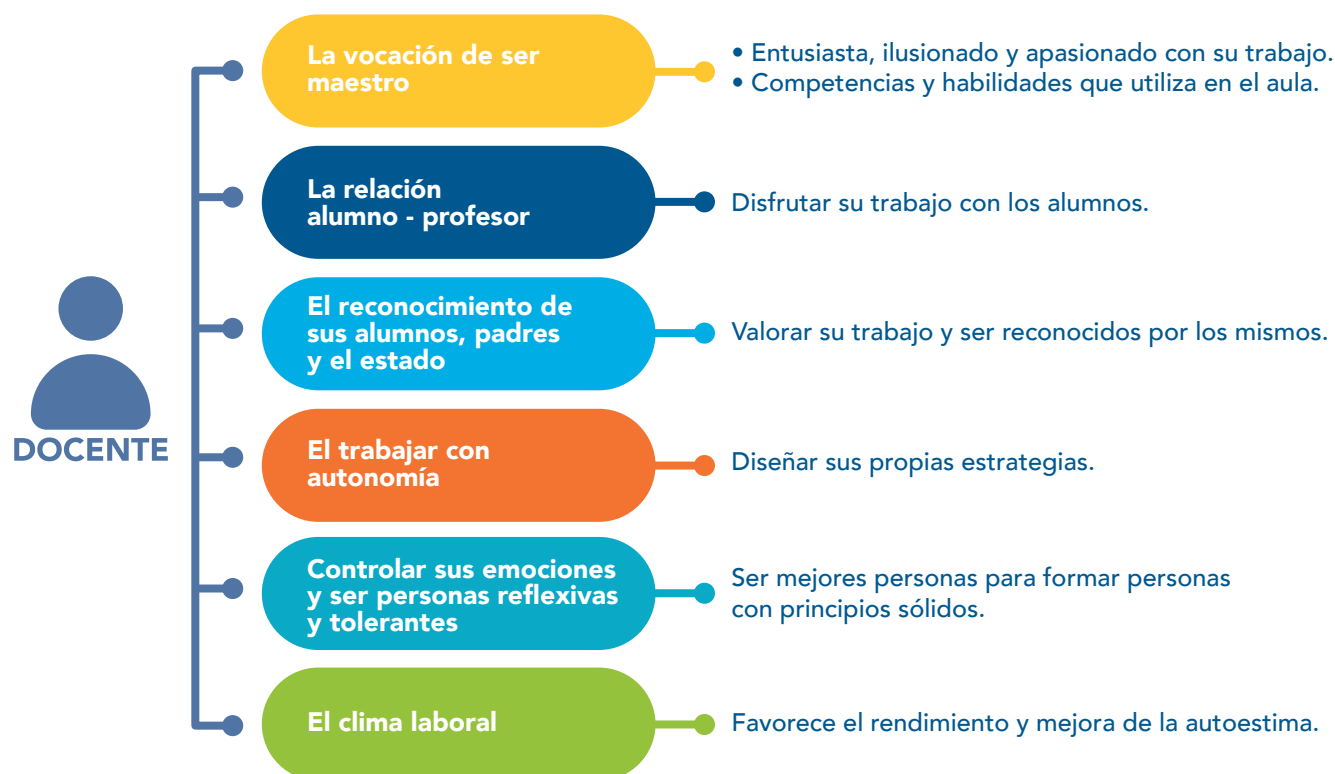 La vocación de ser
maestro
• Entusiasta, ilusionado y apasionado con su trabajo.
• Competencias y habilidades que utiliza en el aula.
La relación
alumno - profesor
Disfrutar su trabajo con los alumnos.
El reconocimiento de
sus alumnos, padres
y el estado
Valorar su trabajo y ser reconocidos por los mismos.
DOCENTE
El trabajar con
autonomía
Diseñar sus propias estrategias.
Controlar sus emociones
y ser personas reflexivas
y tolerantes
Ser mejores personas para formar personas
con principios sólidos.
El clima laboral
Favorece el rendimiento y mejora de la autoestima.